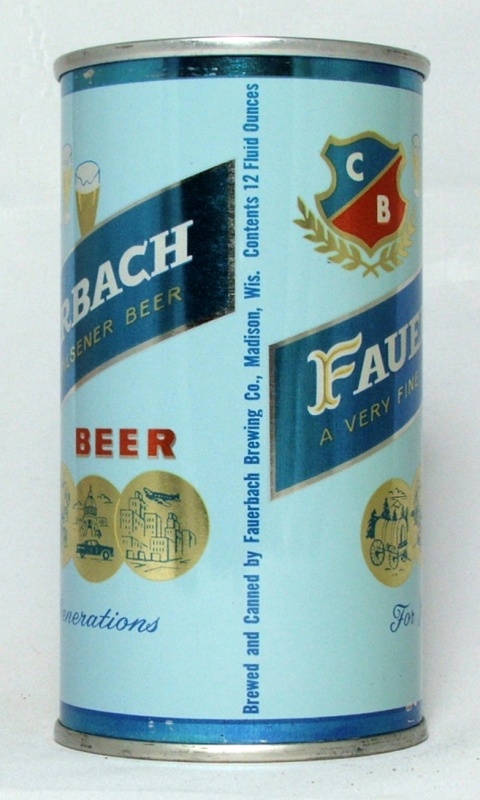 RBACH
LSENER BEER
BEER
enerations
Brewed and Canned by Fauerbach Brewing Co., Madison, Wis. Contents 12 Fluid Ounces
C
B
FAUE
A VERY FINE
For